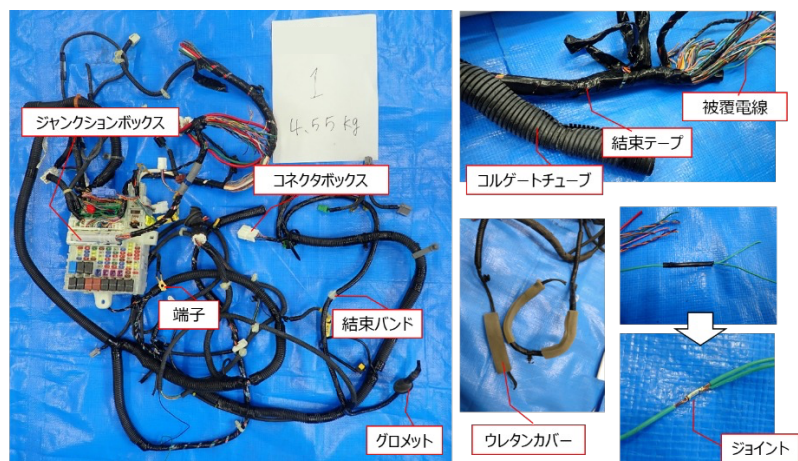 1
4.55 kg
ジャンクションボックス
コネクタボックス
端子
結束バンド
グロメット
被覆電線
結束テープ
コルゲートチューブ
ウレタンカバー
ジョイント